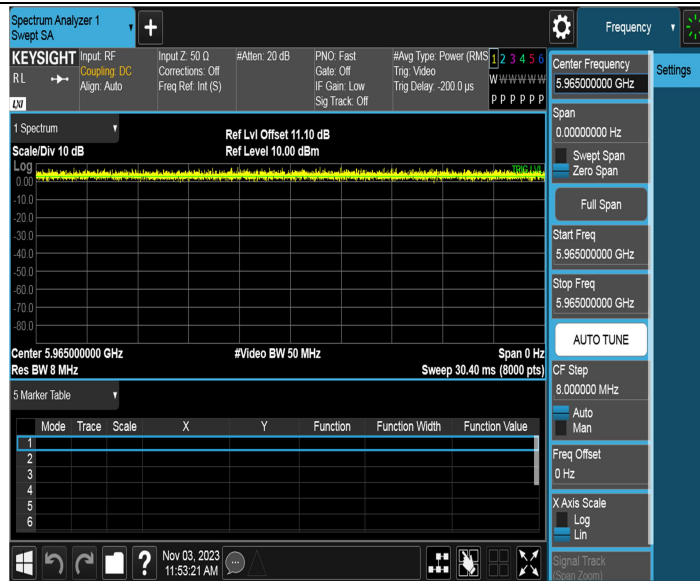 Spectrum Analyzer 1
Swept SA
+
Frequency
KEYSIGHT
RL
LXI
Input: RF
Coupling: DC
Align: Auto
Input Z: 50 Ω
Corrections: Off
Freq Ref: Int (S)
#Atten: 20 dB
PNO: Fast
Gate: Off
IF Gain: Low
Sig Track: Off
#Avg Type: Power (RMS
Trig: Video
Trig Delay: -200.0 µs
1 2 3 4 5 6
W W W W W W
P P P P P P
Center Frequency
5.965000000 GHz
Settings
Span
0.00000000 Hz
Swept Span
Zero Span
Full Span
Start Freq
5.965000000 GHz
Stop Freq
5.965000000 GHz
AUTO TUNE
CF Step
8.000000 MHz
Auto
Man
Freq Offset
0 Hz
X Axis Scale
Log
Lin
Signal Track
(Span Zoom)
1 Spectrum
Scale/Div 10 dB
Ref Lvl Offset 11.10 dB
Ref Level 10.00 dBm
Log
TRIG LVL
0.00
-10.0
-20.0
-30.0
-40.0
-50.0
-60.0
-70.0
-80.0
Center 5.965000000 GHz
#Video BW 50 MHz
Span 0 Hz
Res BW 8 MHz
Sweep 30.40 ms (8000 pts)
5 Marker Table
Mode Trace Scale X Y Function Function Width Function Value
1
2
3
4
5
6
?
Nov 03, 2023
11:53:21 AM